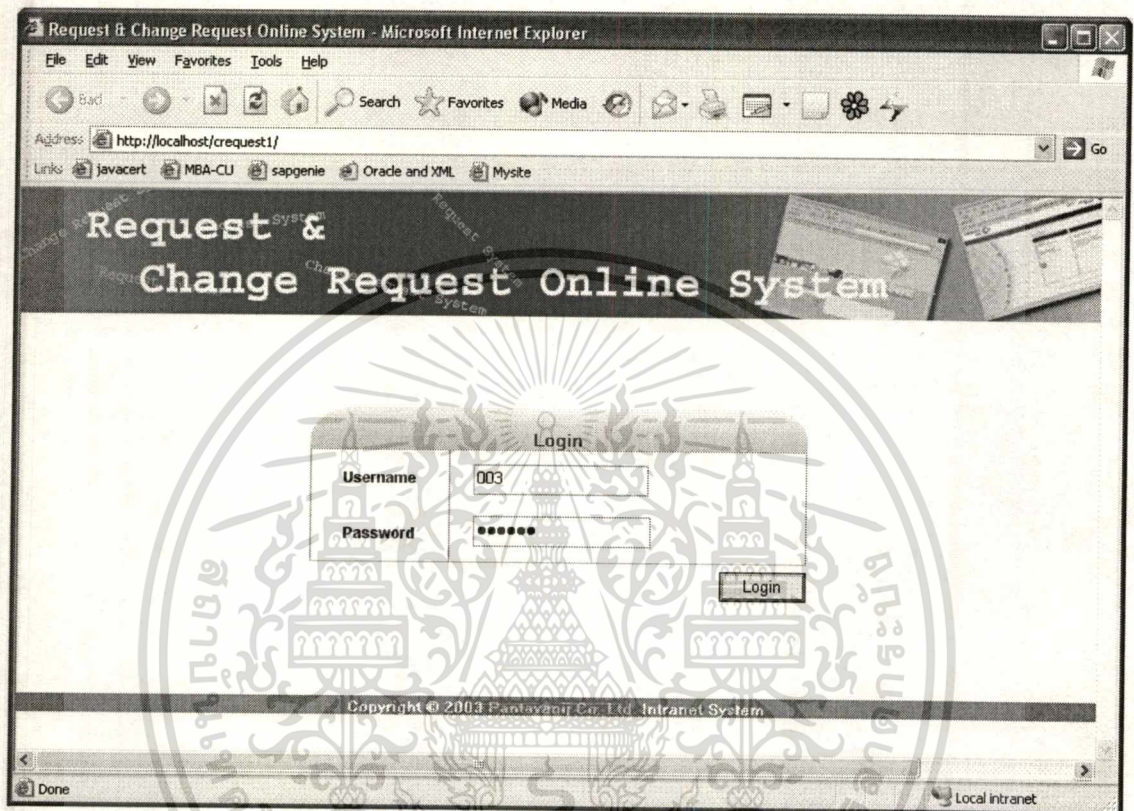 Request & Change Request Online System - Microsoft Internet Explorer
File Edit View Favorites Tools Help
Back Search Favorites Media
Address http://localhost/crequest1/ Go
Links javacert MBA-CU sapgenie Oracle and XML Mysite
Request &
Change Request Online System
Login
Username 003
Password ••••••
Login
Copyright © 2003 Pantavanij Co. Ltd. Intranet System
Done Local intranet